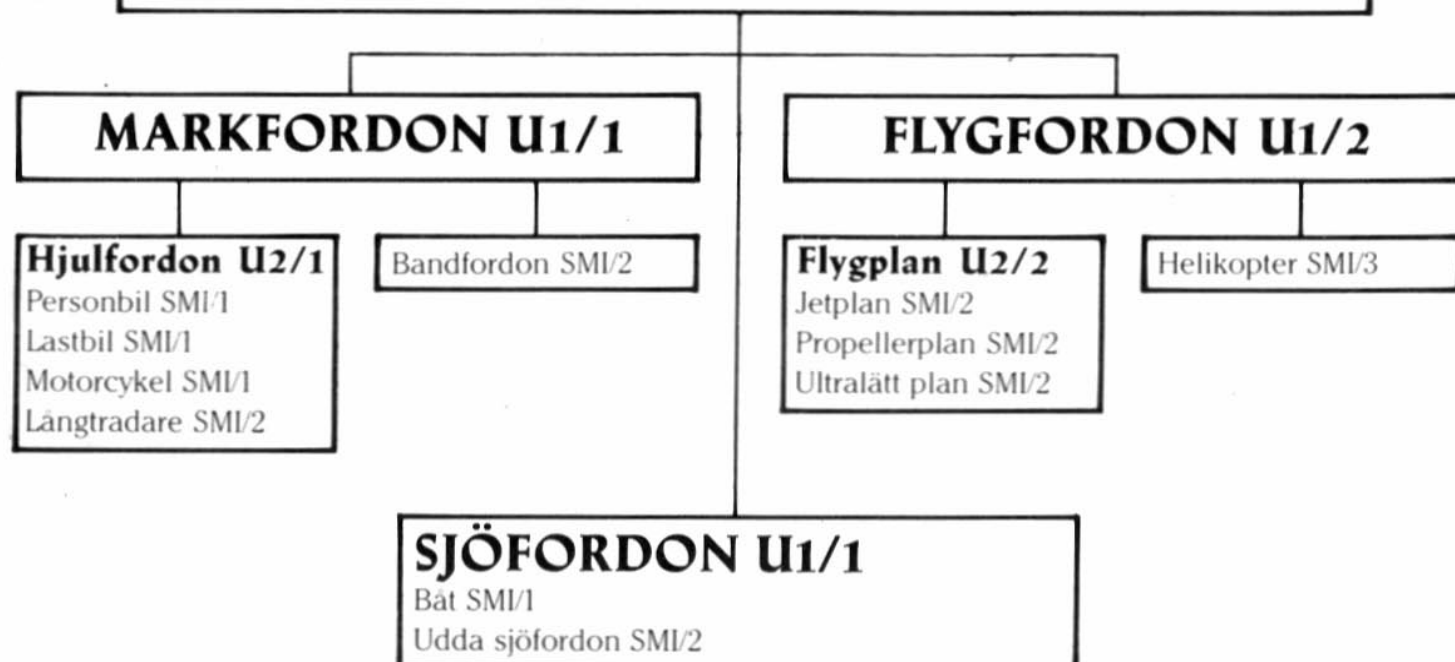 MARKFORDON U1/1
FLYGFORDON U1/2
Hjulfordon U2/1
Personbil SMI/1
Lastbil SMI/1
Motorcykel SMI/1
Långtradare SMI/2
Bandfordon SMI/2
Flygplan U2/2
Jetplan SMI/2
Propellerplan SMI/2
Ultralätt plan SMI/2
Helikopter SMI/3
SJÖFORDON U1/1
Båt SMI/1
Udda sjöfordon SMI/2